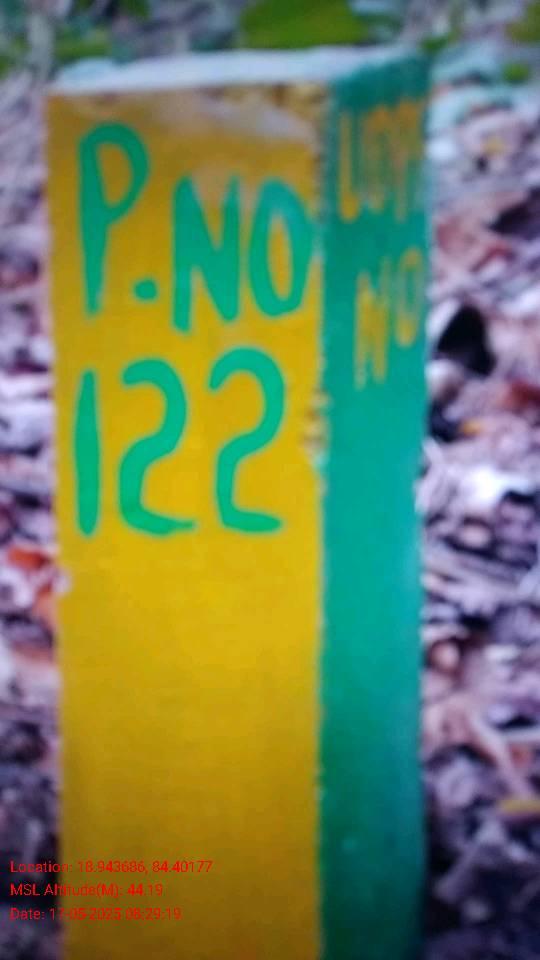 P.NO
122
NO
Location: 18.943686, 84.40177
MSL Altitude(M): 44.19
Date: 17-05-2025 08:29:19